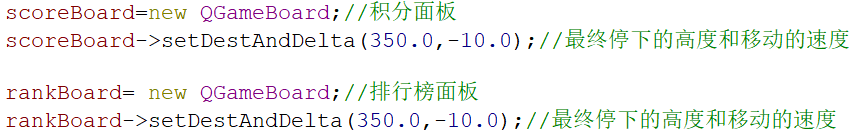 scoreBoard=new QGameBoard;//积分面板
scoreBoard->setDestAndDelta(350.0,-10.0);//最终停下的高度和移动的速度
rankBoard= new QGameBoard;//排行榜面板
rankBoard->setDestAndDelta(350.0,-10.0);//最终停下的高度和移动的速度